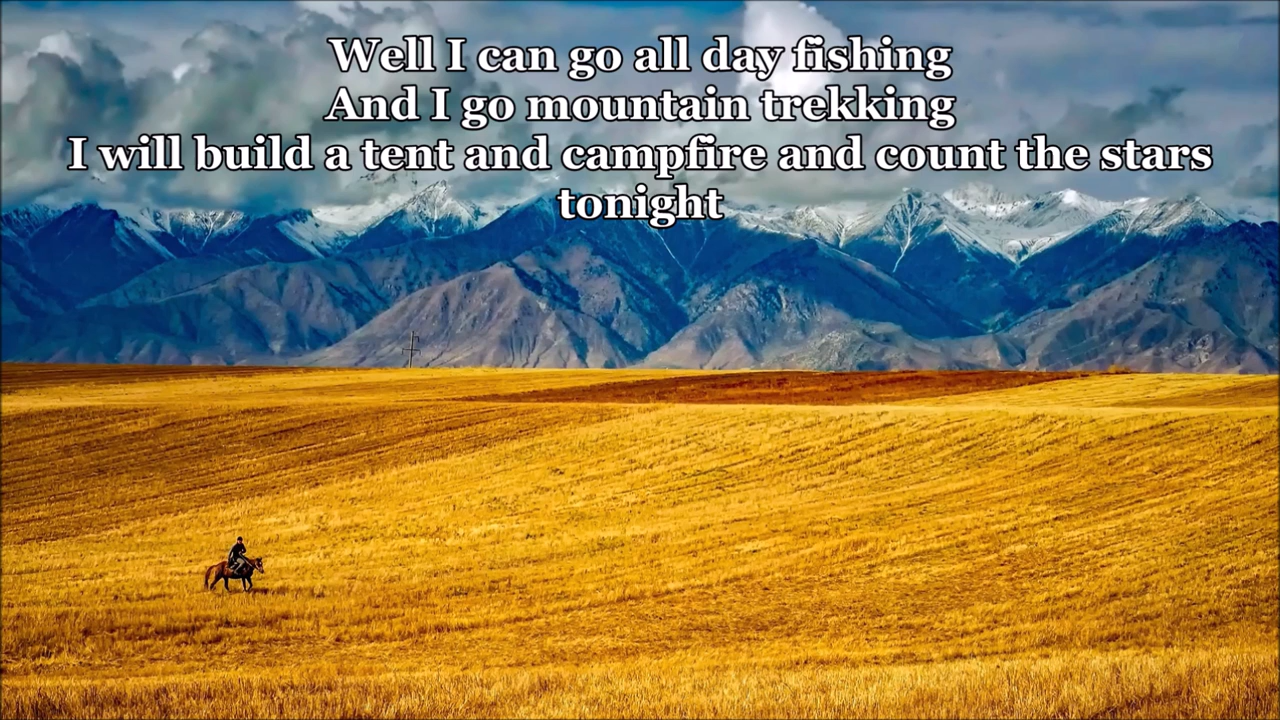 Well I can go all day fishing
And I go mountain trekking
I will build a tent and campfire and count the stars
tonight